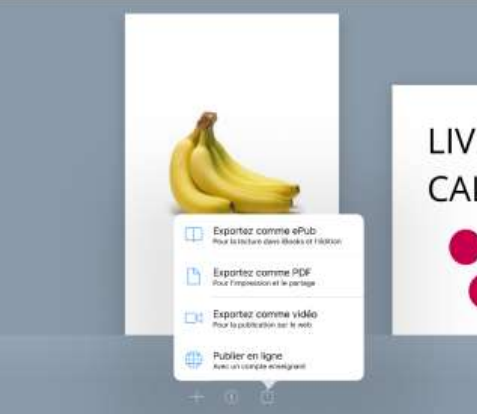 LIV
CAI
Exportez comme ePub
Pour la lecture dans iBooks et l'édition
Exportez comme PDF
Pour l'impression et le partage
Exportez comme vidéo
Pour la publication sur le web
Publier en ligne
Avec un compte enseignant